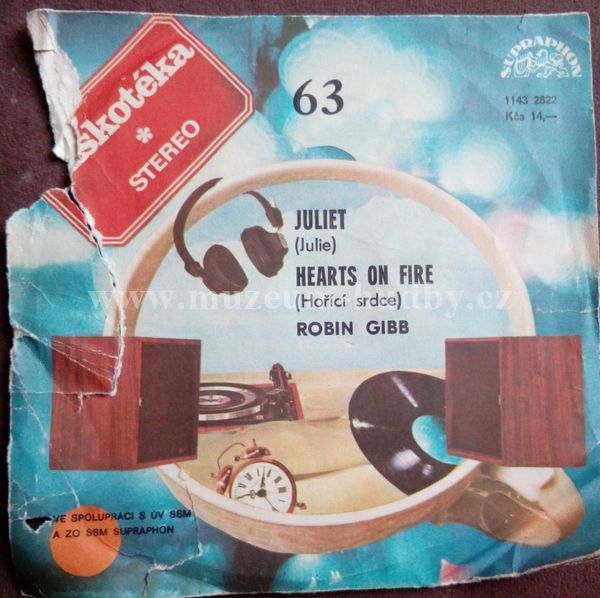 škotéka
*
STEREO
63
SUPRAPHON
1143 2822
Kčs 14,—
JULIET
(Julie)
HEARTS ON FIRE
(Hořící srdce)
ROBIN GIBB
VE SPOLUPRÁCI S ÚV SSM
A ZO SSM SUPRAPHON